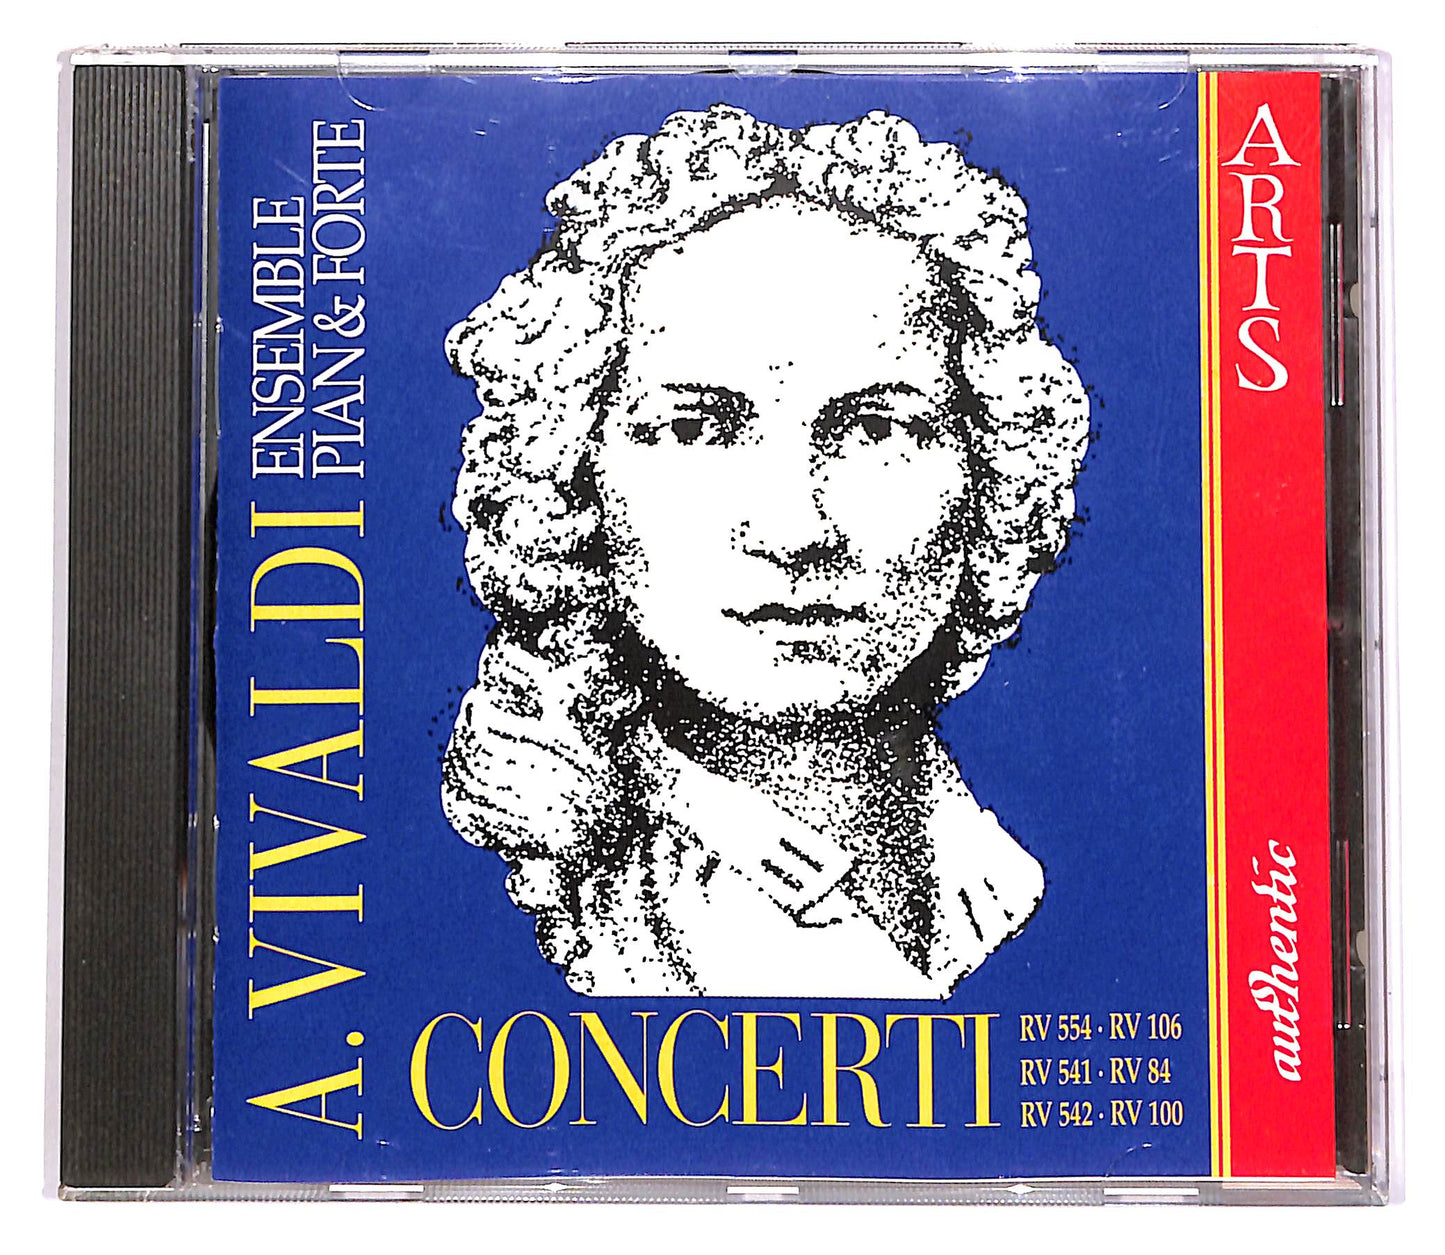 A. VIVALDI
ENSEMBLE
PIAN & FORTE
CONCERTI
RV 554 · RV 106
RV 541 · RV 84
RV 542 · RV 100
ARTS
authentic